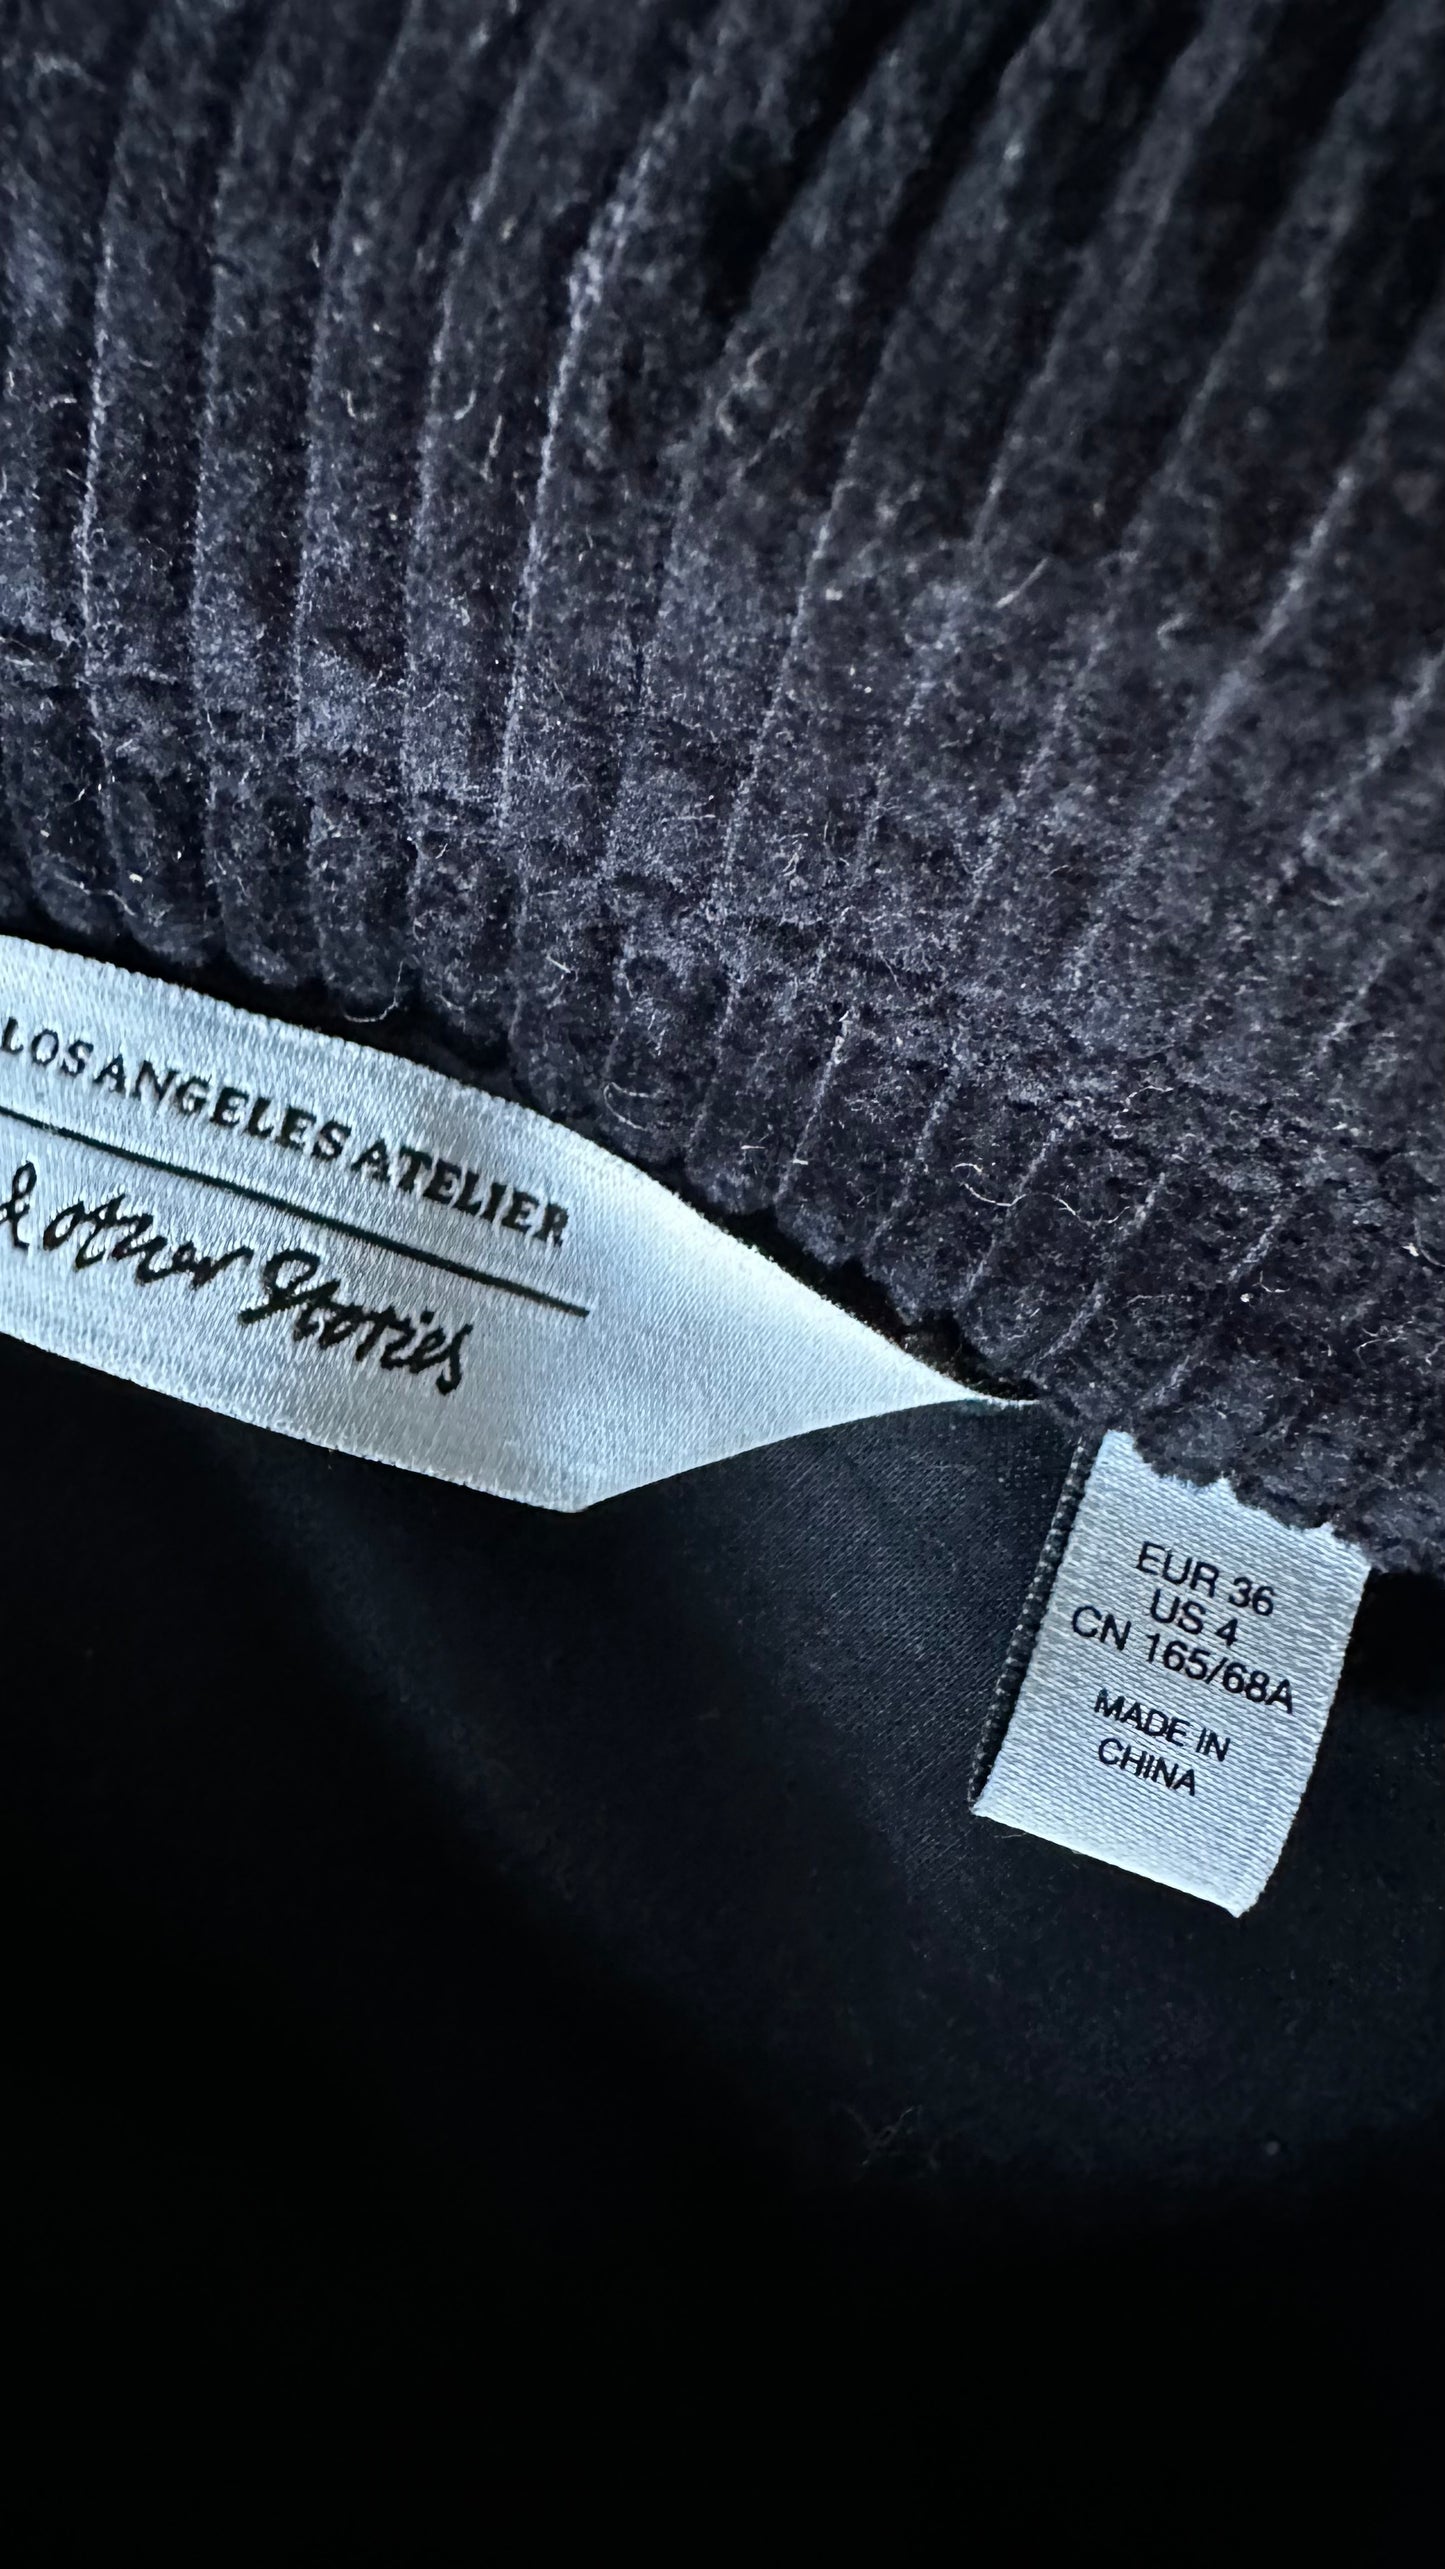 LOS ANGELES ATELIER
& other Stories
EUR 36
US 4
CN 165/68A
MADE IN
CHINA